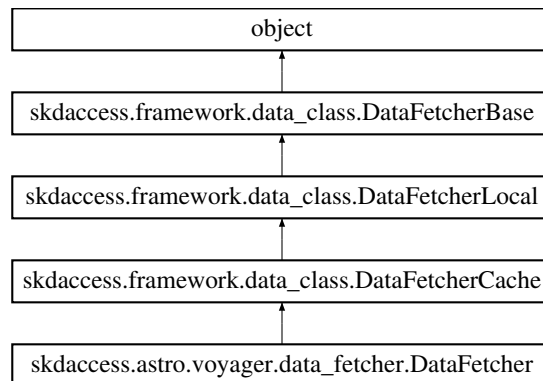 object
skdaccess.framework.data_class.DataFetcherBase
skdaccess.framework.data_class.DataFetcherLocal
skdaccess.framework.data_class.DataFetcherCache
skdaccess.astro.voyager.data_fetcher.DataFetcher